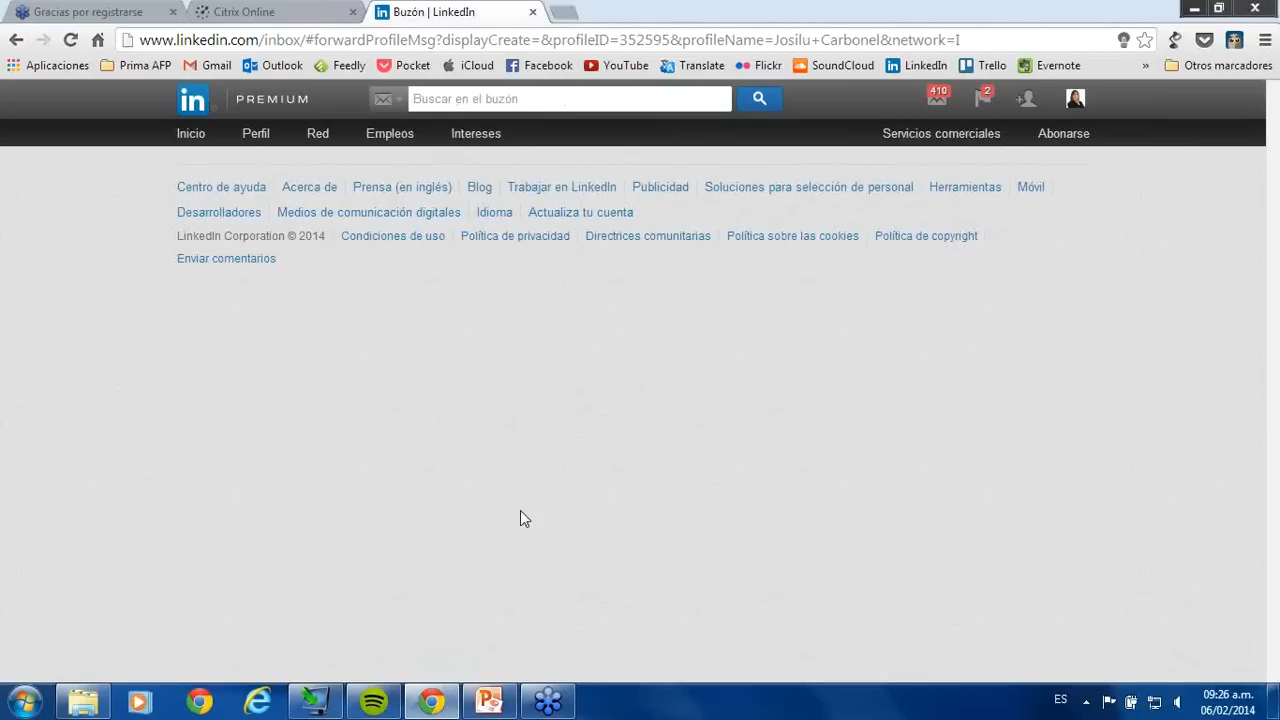 Gracias por registrarse
Citrix Online
Buzón | LinkedIn
www.linkedin.com/inbox/#forwardProfileMsg?displayCreate=&profileID=352595&profileName=Josilu+Carbonel&network=I
Aplicaciones Prima AFP Gmail Outlook Feedly Pocket iCloud Facebook YouTube Translate Flickr SoundCloud LinkedIn Trello Evernote » Otros marcadores
in PREMIUM Buscar en el buzón 410 2
Inicio Perfil Red Empleos Intereses Servicios comerciales Abonarse
Centro de ayuda Acerca de Prensa (en inglés) Blog Trabajar en LinkedIn Publicidad Soluciones para selección de personal Herramientas Móvil
Desarrolladores Medios de comunicación digitales Idioma Actualiza tu cuenta
LinkedIn Corporation © 2014 Condiciones de uso Política de privacidad Directrices comunitarias Política sobre las cookies Política de copyright
Enviar comentarios
ES 09:26 a.m.
06/02/2014